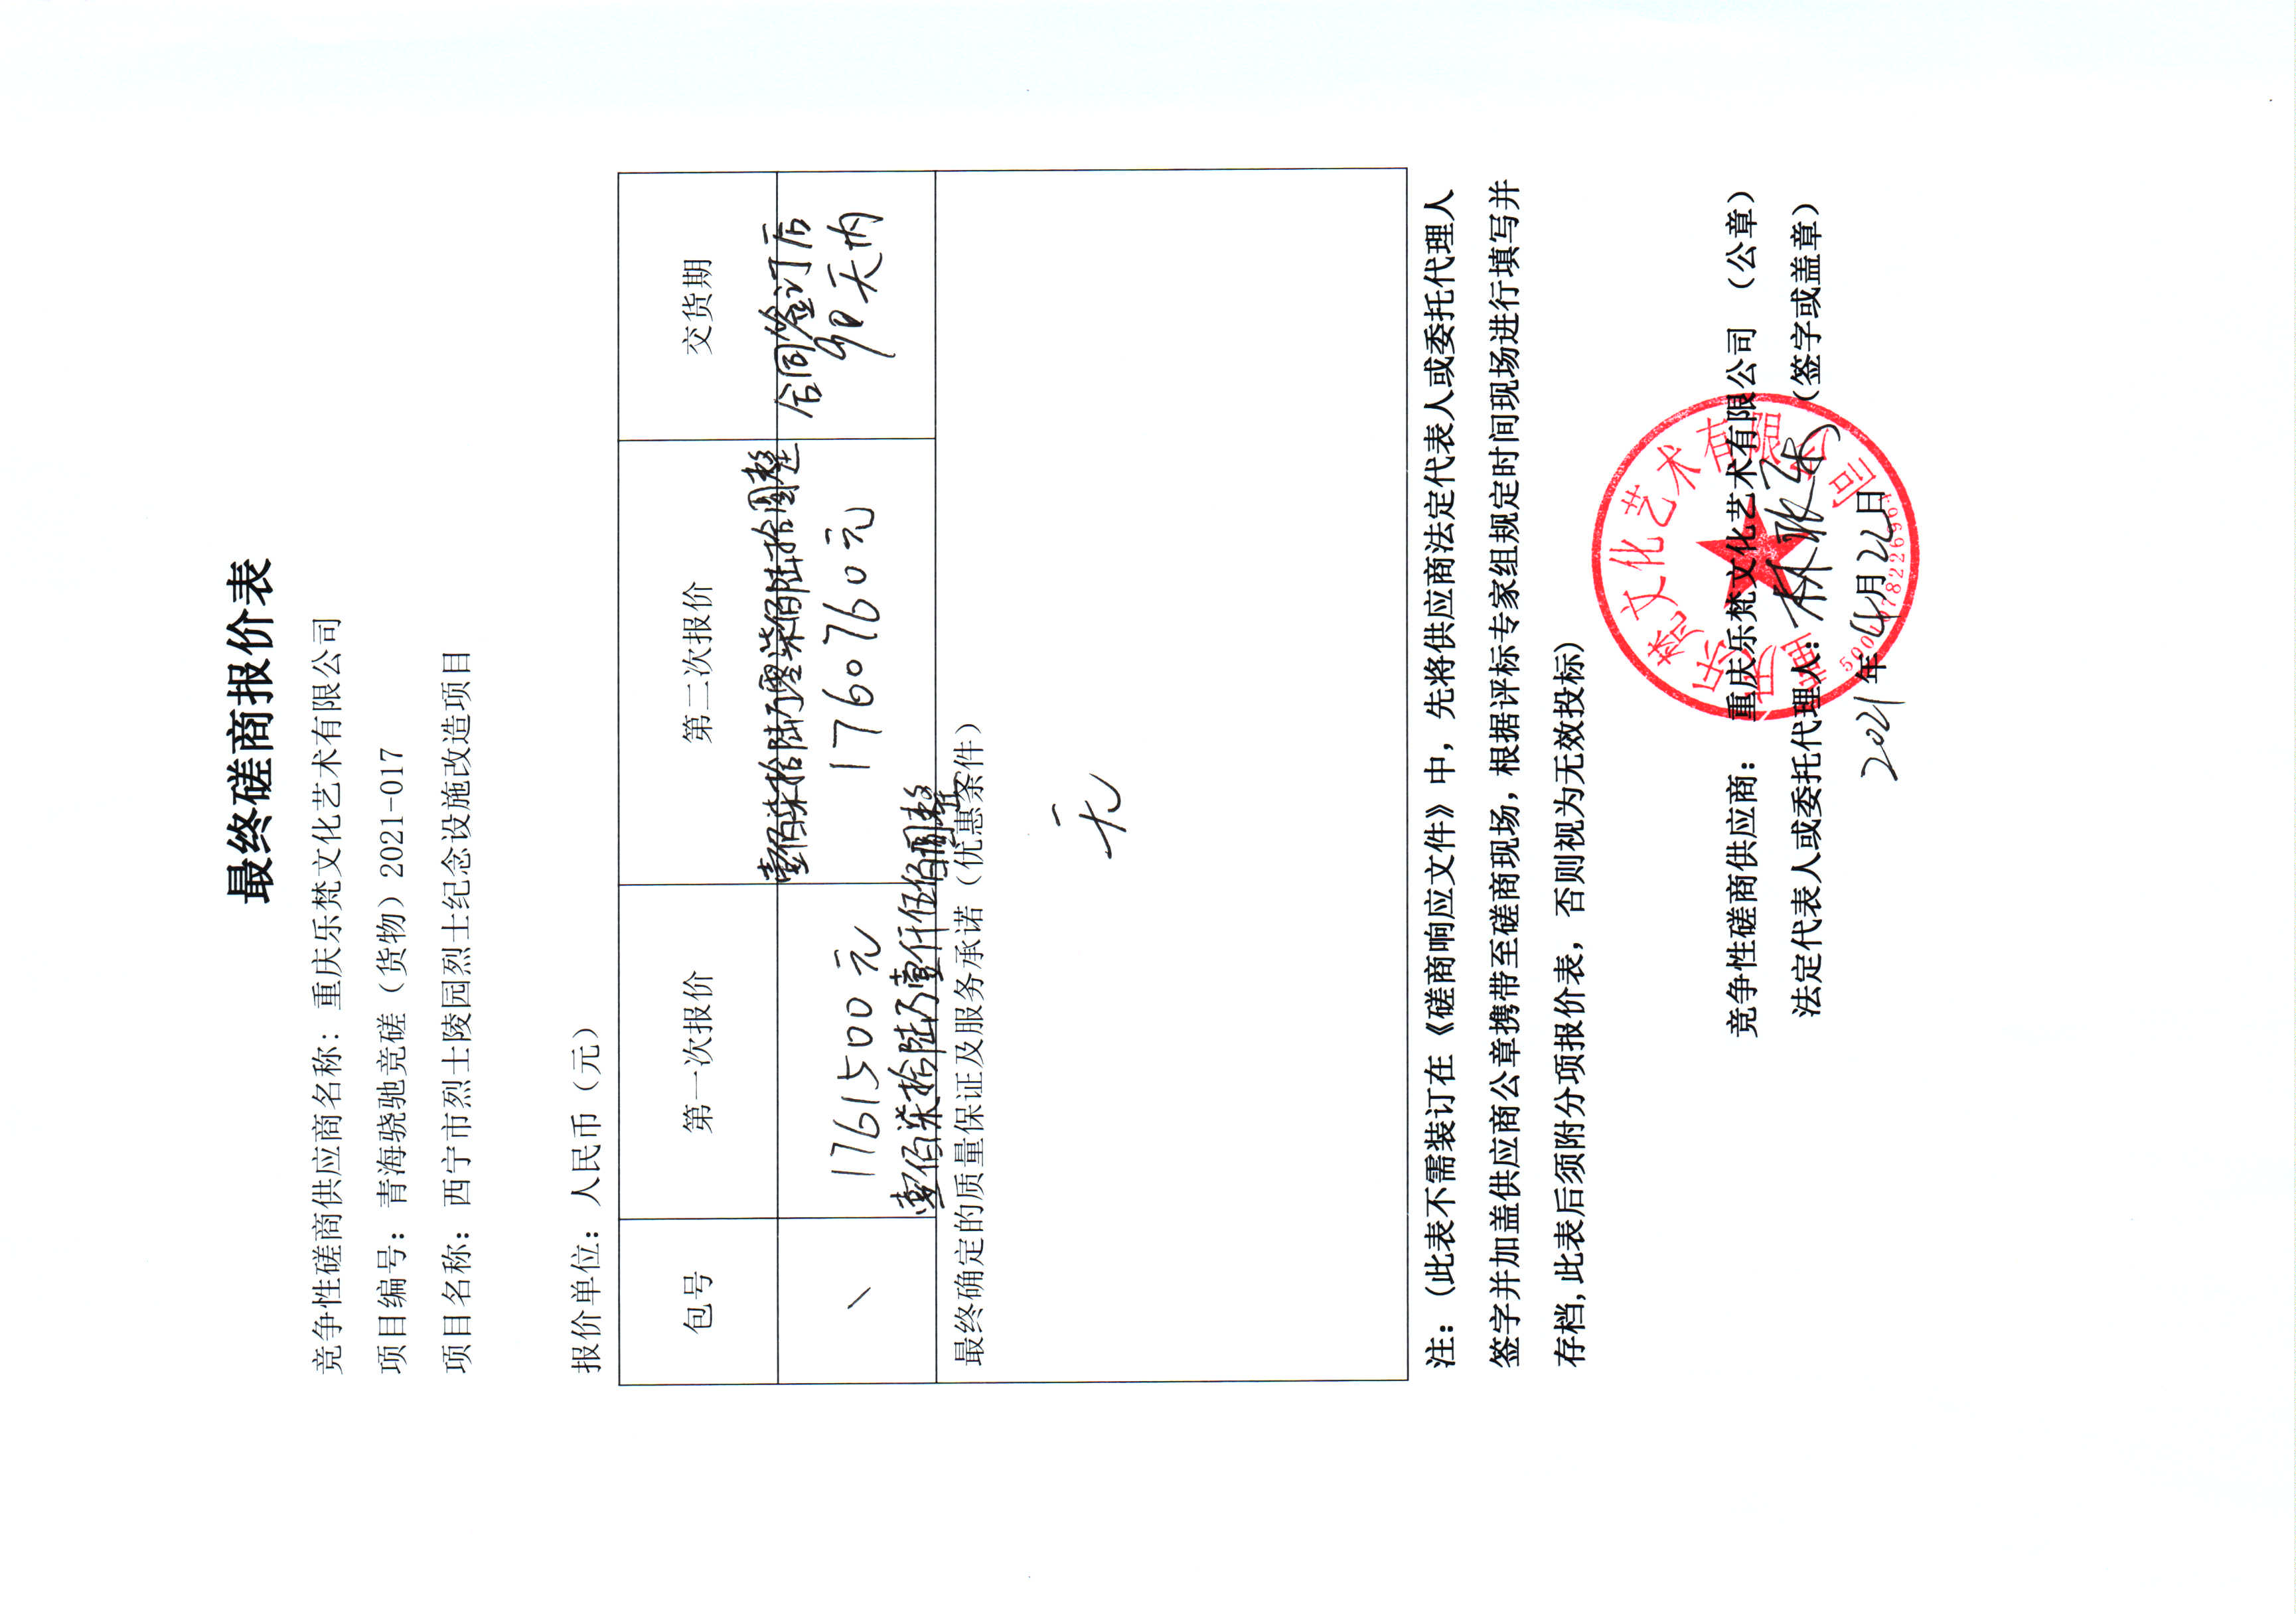 最终磋商报价表
竞争性磋商供应商名称：重庆乐梵文化艺术有限公司
项目编号：青海骁驰竞磋（货物）2021-017
项目名称：西宁市烈士陵园烈士纪念设施改造项目
报价单位：人民币（元）
包号 第一次报价 第二次报价 交货期
\ 1761500元 壹佰柒拾陆万壹仟伍佰圆整 壹佰柒拾陆万零柒佰陆拾圆整 1760760元 合同签订后 90天内
最终确定的质量保证及服务承诺（优惠条件）
无
注：（此表不需装订在《磋商响应文件》中，先将供应商法定代表人或委托代理人
签字并加盖供应商公章携带至磋商现场，根据评标专家组规定时间现场进行填写并
存档，此表后须附分项报价表，否则视为无效投标）
竞争性磋商供应商：重庆乐梵文化艺术有限公司（公章）
法定代表人或委托代理人：（签字或盖章）
2021年4月22日
重庆乐梵文化艺术有限公司